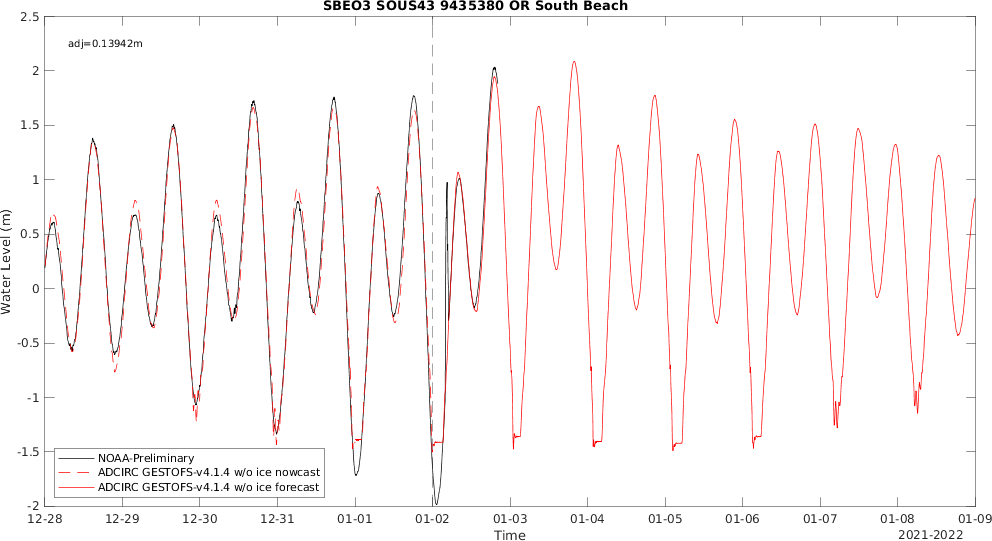 SBEO3 SOUS43 9435380 OR South Beach
adj=0.13942m
2.5
2
1.5
1
0.5
0
-0.5
-1
-1.5
-2
Water Level (m)
NOAA-Preliminary
ADCIRC GESTOFS-v4.1.4 w/o ice nowcast
ADCIRC GESTOFS-v4.1.4 w/o ice forecast
12-28 12-29 12-30 12-31 01-01 01-02 01-03 01-04 01-05 01-06 01-07 01-08 01-09
Time
2021-2022